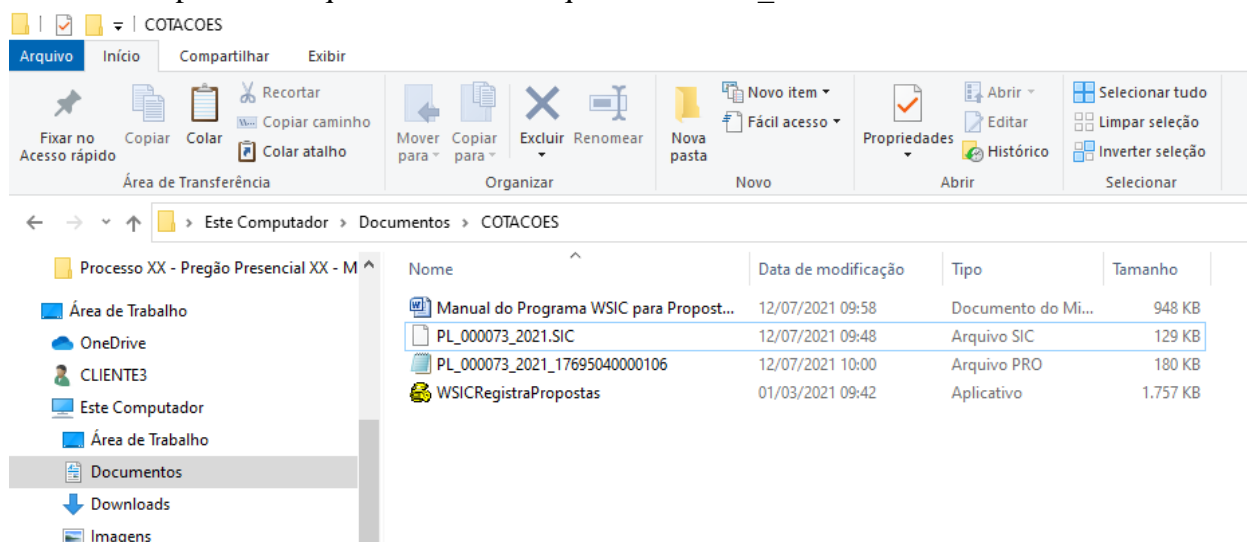 COTACOES
Arquivo Início Compartilhar Exibir
Fixar no Acesso rápido
Copiar
Colar
Recortar
Copiar caminho
Colar atalho
Área de Transferência
Mover para
Copiar para
Excluir
Renomear
Organizar
Nova pasta
Novo item
Fácil acesso
Novo
Propriedades
Abrir
Editar
Histórico
Abrir
Selecionar tudo
Limpar seleção
Inverter seleção
Selecionar
Este Computador > Documentos > COTACOES
Processo XX - Pregão Presencial XX - M
Área de Trabalho
OneDrive
CLIENTE3
Este Computador
Área de Trabalho
Documentos
Downloads
Imagens
Nome Data de modificação Tipo Tamanho
Manual do Programa WSIC para Propost... 12/07/2021 09:58 Documento do Mi... 948 KB
PL_000073_2021.SIC 12/07/2021 09:48 Arquivo SIC 129 KB
PL_000073_2021_17695040000106 12/07/2021 10:00 Arquivo PRO 180 KB
WSICRegistraPropostas 01/03/2021 09:42 Aplicativo 1.757 KB